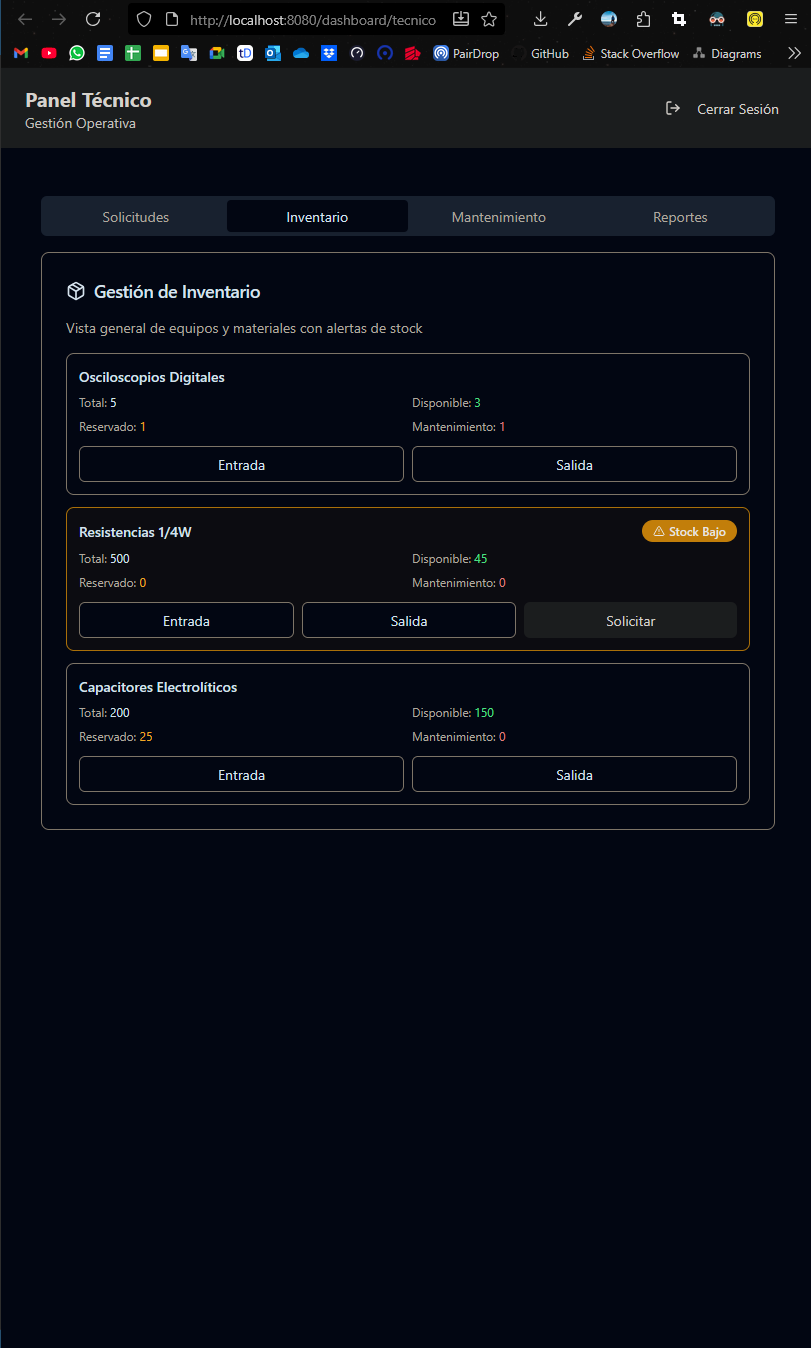 http://localhost:8080/dashboard/tecnico
PairDrop GitHub Stack Overflow Diagrams
Panel Técnico
Gestión Operativa
Cerrar Sesión
Solicitudes Inventario Mantenimiento Reportes
Gestión de Inventario
Vista general de equipos y materiales con alertas de stock
Osciloscopios Digitales
Total: 5 Disponible: 3
Reservado: 1 Mantenimiento: 1
Entrada Salida
Resistencias 1/4W Stock Bajo
Total: 500 Disponible: 45
Reservado: 0 Mantenimiento: 0
Entrada Salida Solicitar
Capacitores Electrolíticos
Total: 200 Disponible: 150
Reservado: 25 Mantenimiento: 0
Entrada Salida